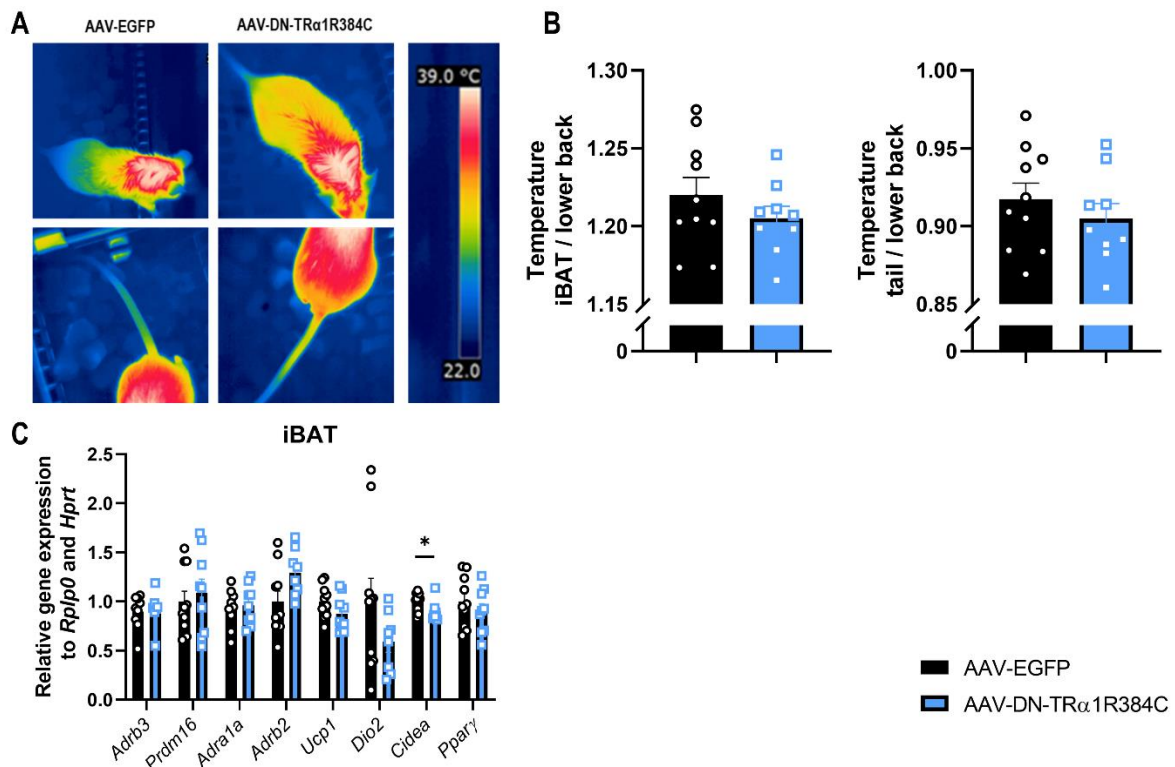 A
AAV-EGFP
AAV-DN-TRα1R384C
39.0 °C
22.0
B
Temperature
iBAT / lower back
1.30
1.25
1.20
1.15
0
Temperature
tail / lower back
1.00
0.95
0.90
0.85
0
C
iBAT
Relative gene expression
to Rplp0 and Hprt
2.5
2.0
1.5
1.0
0.5
0.0
*
Adrb3
Prdm16
Adra1a
Adrb2
Ucp1
Dio2
Cidea
Pparγ
AAV-EGFP
AAV-DN-TRα1R384C